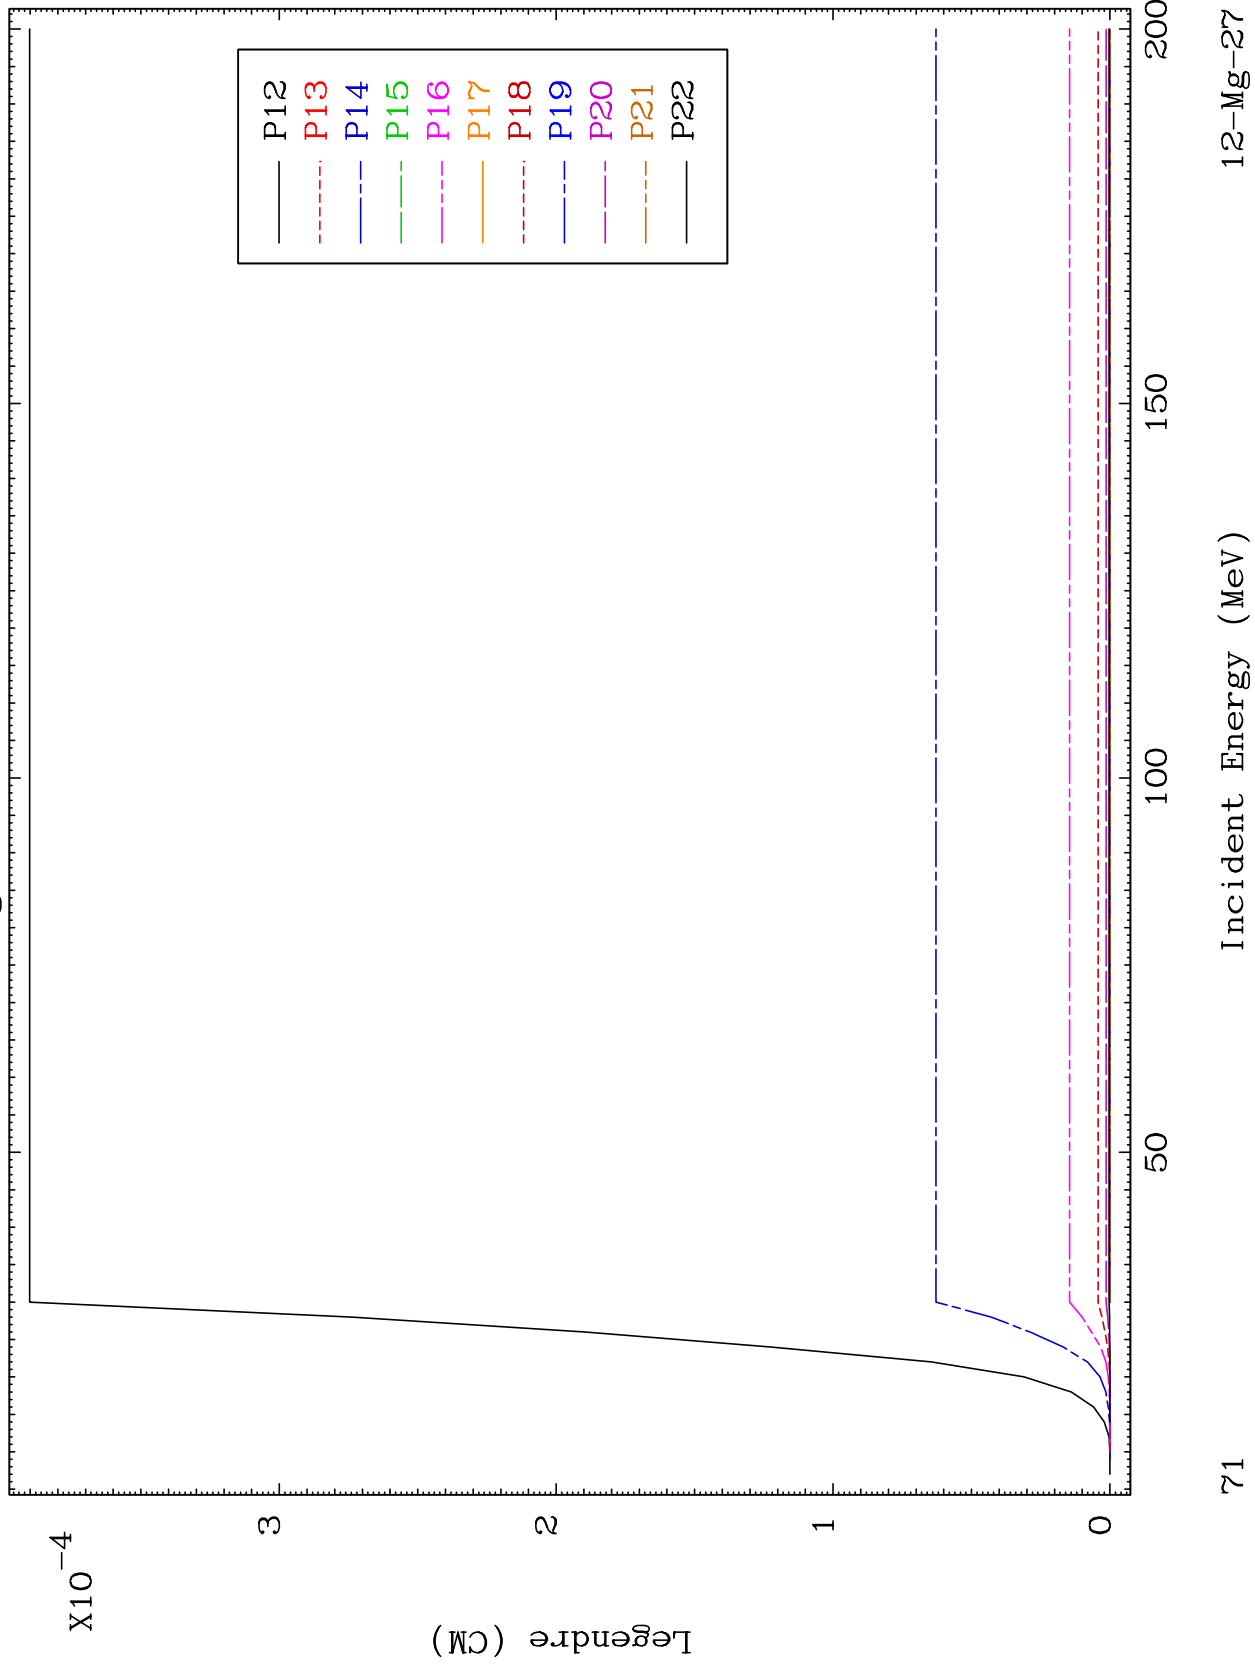 X10-4
3
2
1
0
Legendre (CM)
P12
P13
P14
P15
P16
P17
P18
P19
P20
P21
P22
50
100
150
200
Incident Energy (MeV)
71
12-Mg-27